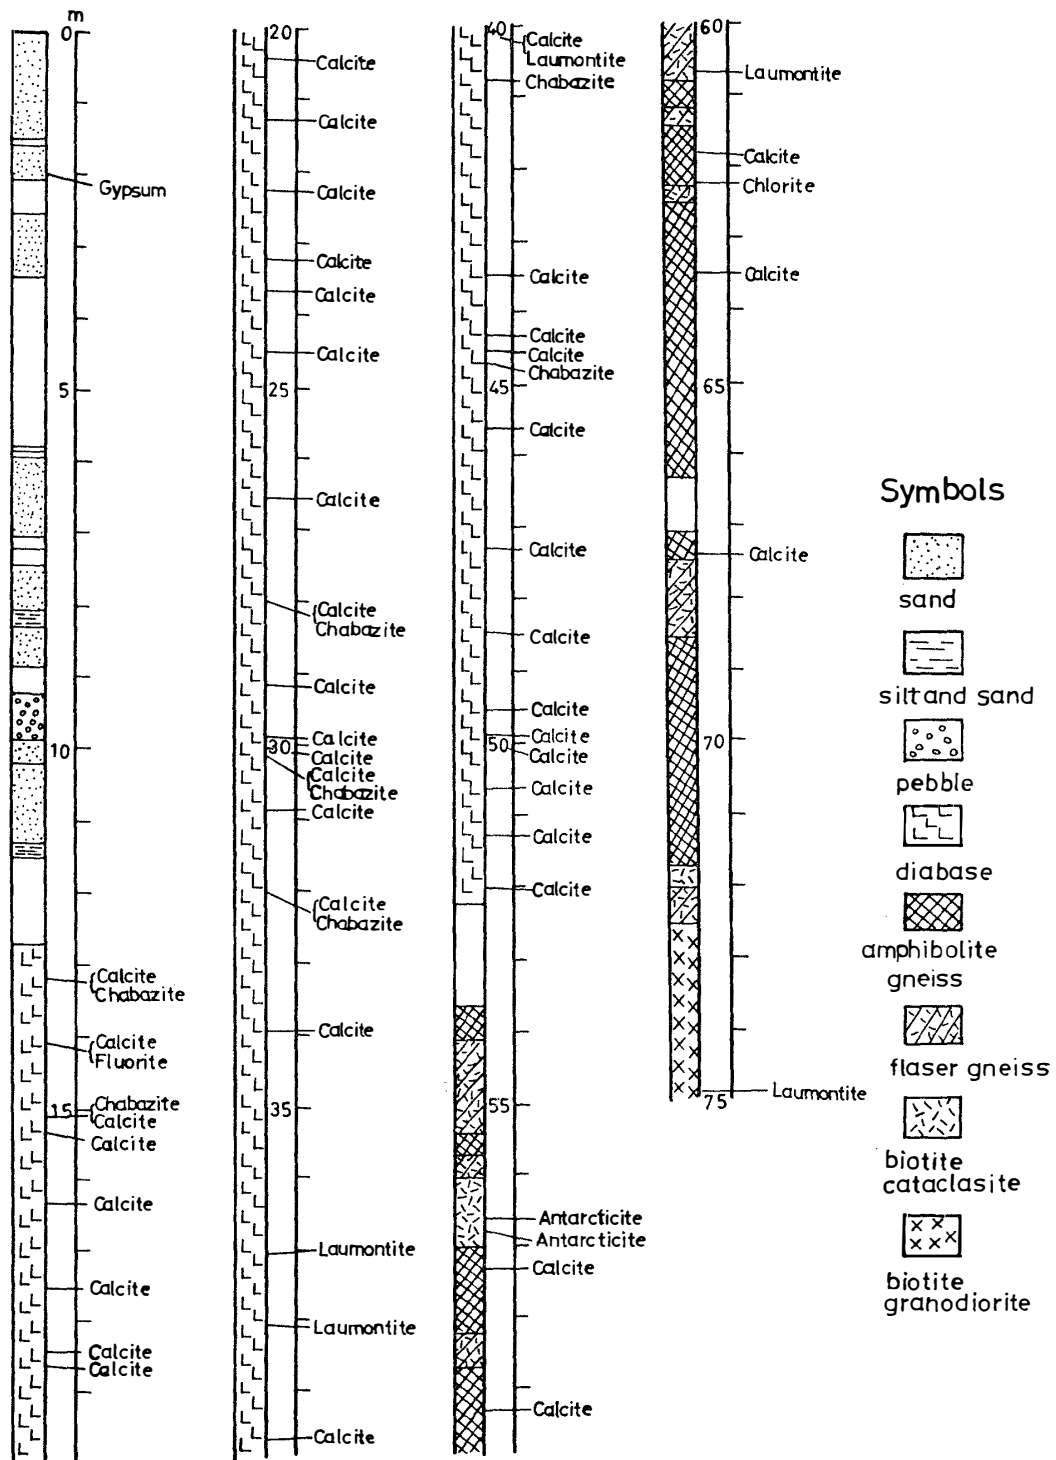 m
0
Gypsum
5
10
Calcite
Chabazite
Calcite
Fluorite
15
Chabazite
Calcite
Calcite
Calcite
Calcite
Calcite
Calcite
20
Calcite
Calcite
Calcite
Calcite
Calcite
Calcite
25
Calcite
Calcite
Chabazite
Calcite
Calcite
30
Calcite
Calcite
Chabazite
Calcite
Calcite
Chabazite
Calcite
35
Laumontite
Laumontite
Calcite
40
Calcite
Laumontite
Chabazite
Calcite
Calcite
Calcite
Chabazite
45
Calcite
Calcite
Calcite
Calcite
Calcite
50
Calcite
Calcite
Calcite
Calcite
55
Antarcticite
Antarcticite
Calcite
Calcite
60
Laumontite
Calcite
Chlorite
Calcite
65
Calcite
70
Laumontite
75
Symbols
sand
silt and sand
pebble
diabase
amphibolite
gneiss
flaser gneiss
biotite
cataclasite
biotite
granodiorite